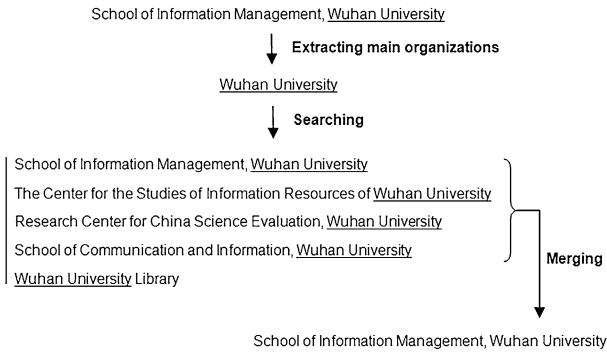 School of Information Management, Wuhan University
Extracting main organizations
Wuhan University
Searching
School of Information Management, Wuhan University
The Center for the Studies of Information Resources of Wuhan University
Research Center for China Science Evaluation, Wuhan University
School of Communication and Information, Wuhan University
Wuhan University Library
Merging
School of Information Management, Wuhan University